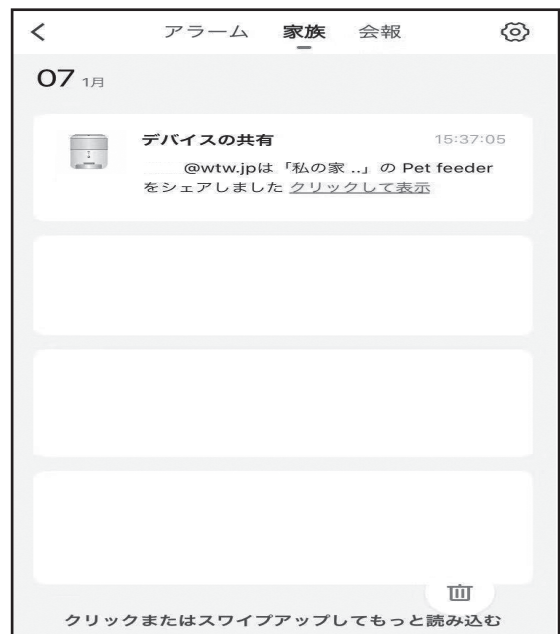 アラーム 家族 会報
07 1月
デバイスの共有 15:37:05
@wtw.jpは「私の家 ..」の Pet feeder
をシェアしました クリックして表示
クリックまたはスワイプアップしてもっと読み込む